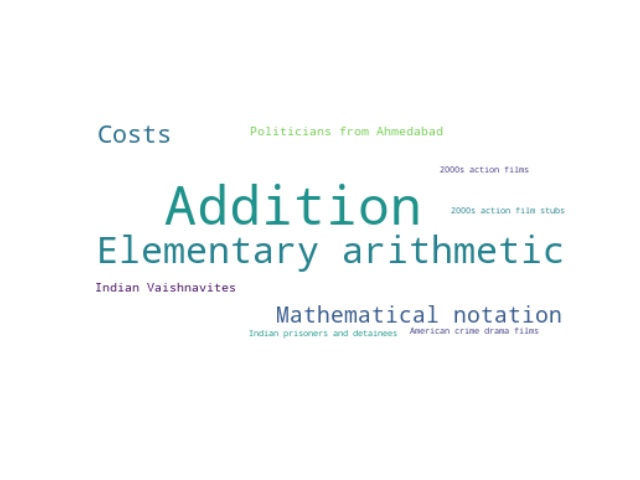 Costs
Politicians from Ahmedabad
2000s action films
Addition
2000s action film stubs
Elementary arithmetic
Indian Vaishnavites
Mathematical notation
Indian prisoners and detainees
American crime drama films